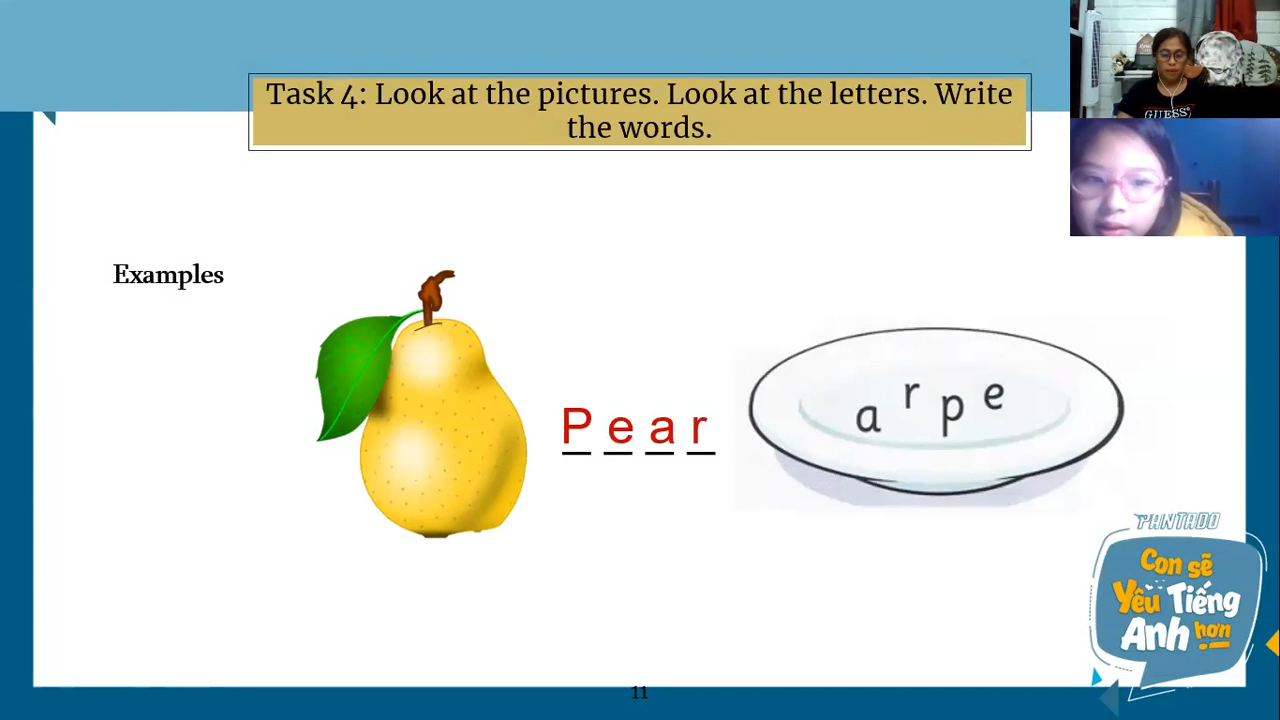 Task 4: Look at the pictures. Look at the letters. Write
the words.
GUESS
Examples
P e a r
a r p e
PANTADO
Con sẽ
Yêu Tiếng
Anh hơn
11